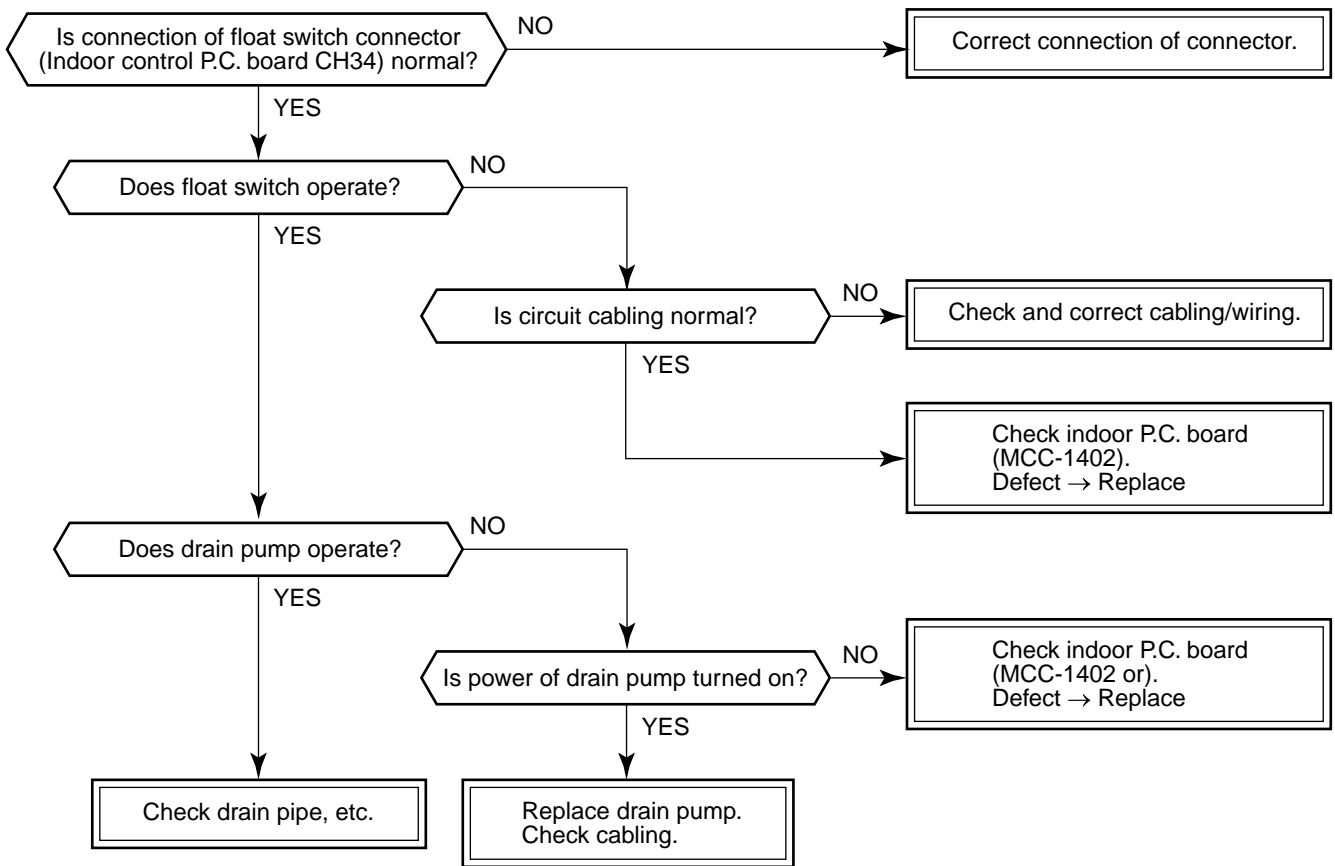 Is connection of float switch connector
(Indoor control P.C. board CH34) normal?
NO
Correct connection of connector.
YES
Does float switch operate?
NO
YES
Is circuit cabling normal?
NO
Check and correct cabling/wiring.
YES
Check indoor P.C. board
(MCC-1402).
Defect → Replace
Does drain pump operate?
NO
YES
Is power of drain pump turned on?
NO
Check indoor P.C. board
(MCC-1402 or).
Defect → Replace
YES
Check drain pipe, etc.
Replace drain pump.
Check cabling.